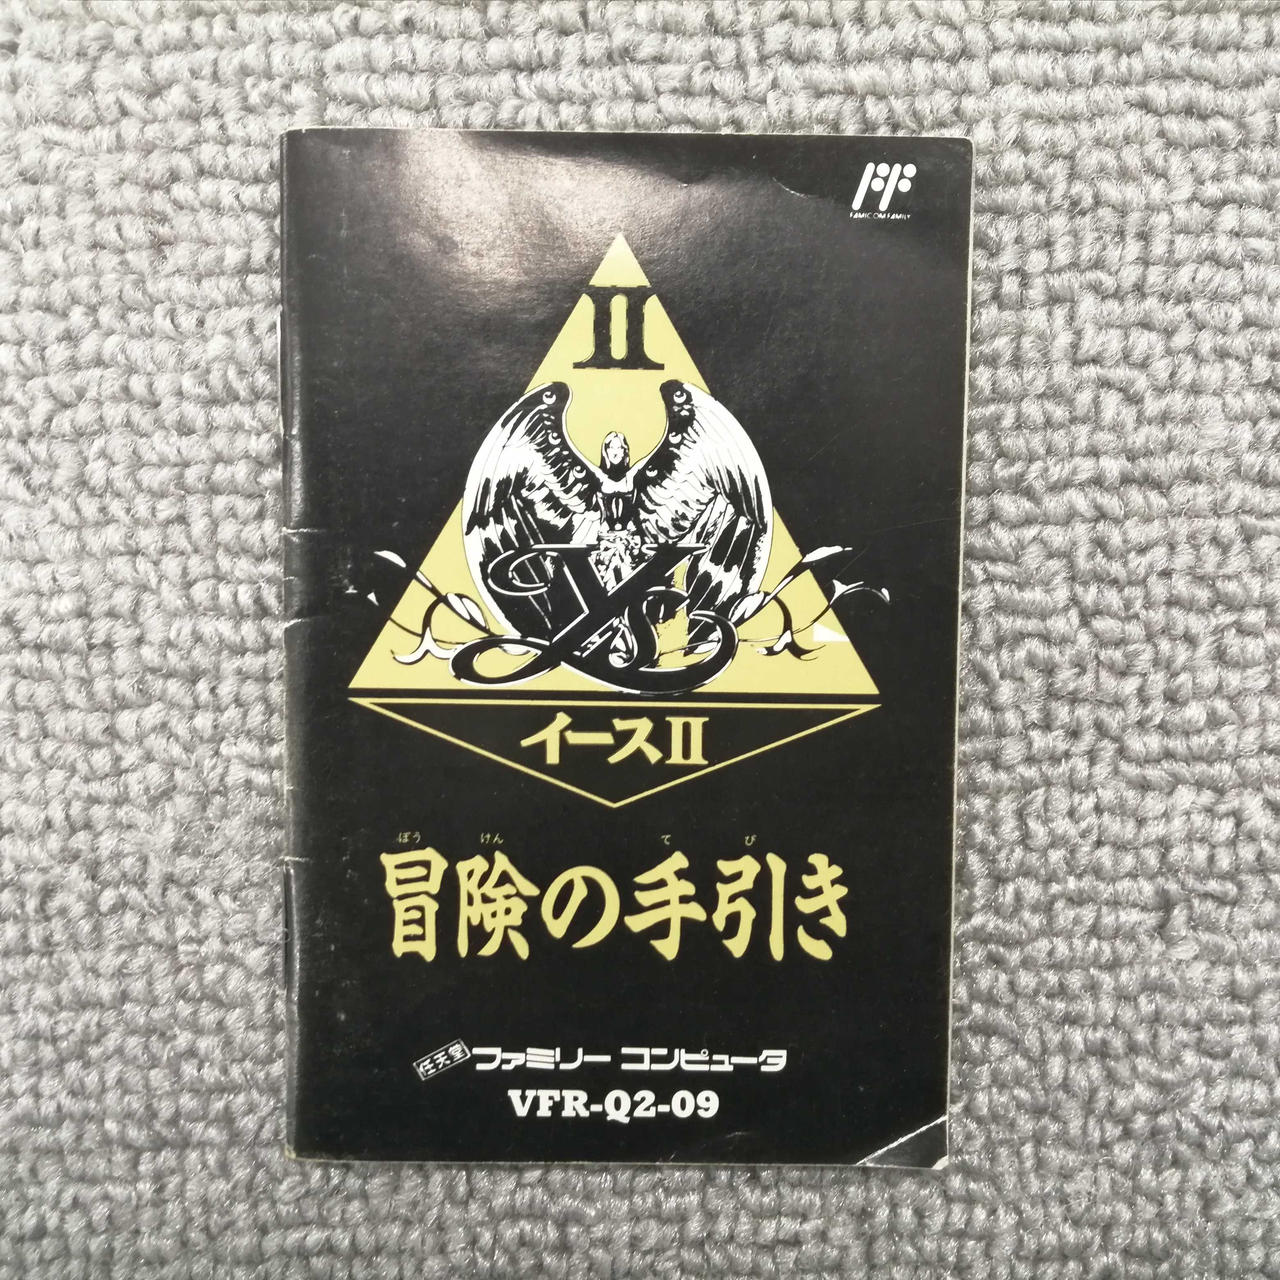 FAMICOM FAMILY
II
Ys
イースII
ぼう けん て び
冒険の手引き
任天堂 ファミリー コンピュータ
VFR-Q2-09